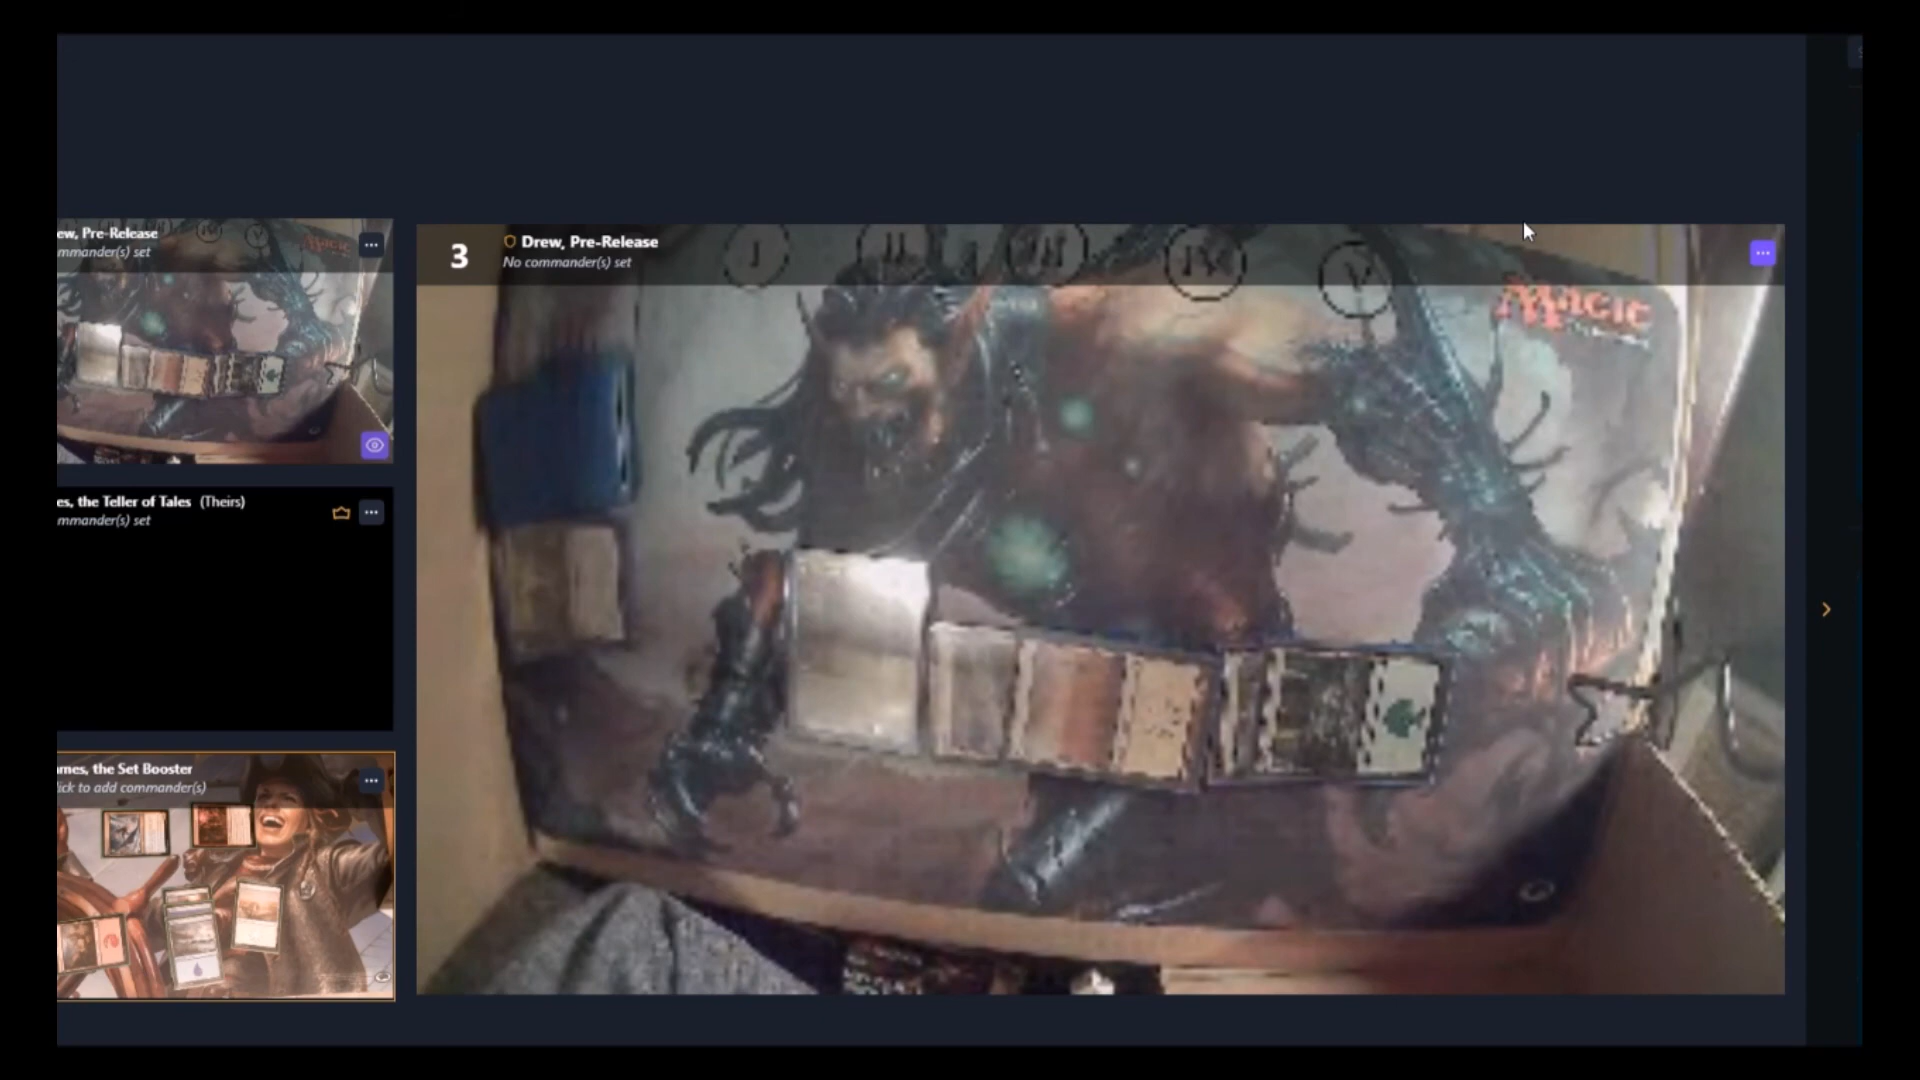 ew, Pre-Release
mmander(s) set
es, the Teller of Tales (Theirs)
mmander(s) set
mes, the Set Booster
lick to add commander(s)
3
Drew, Pre-Release
No commander(s) set
I II III IV V
Magic